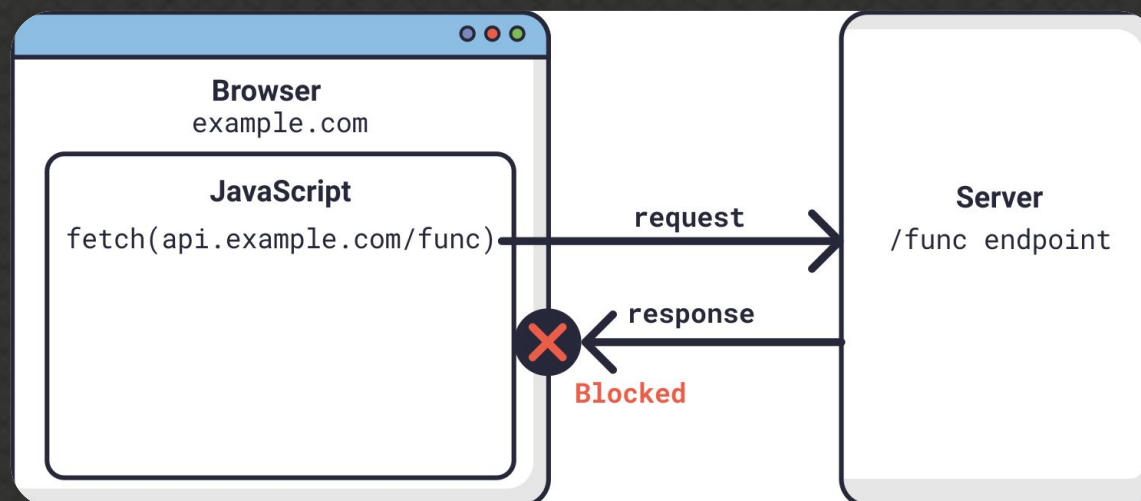 Browser
example.com
JavaScript
fetch(api.example.com/func)
request
response
Blocked
Server
/func endpoint